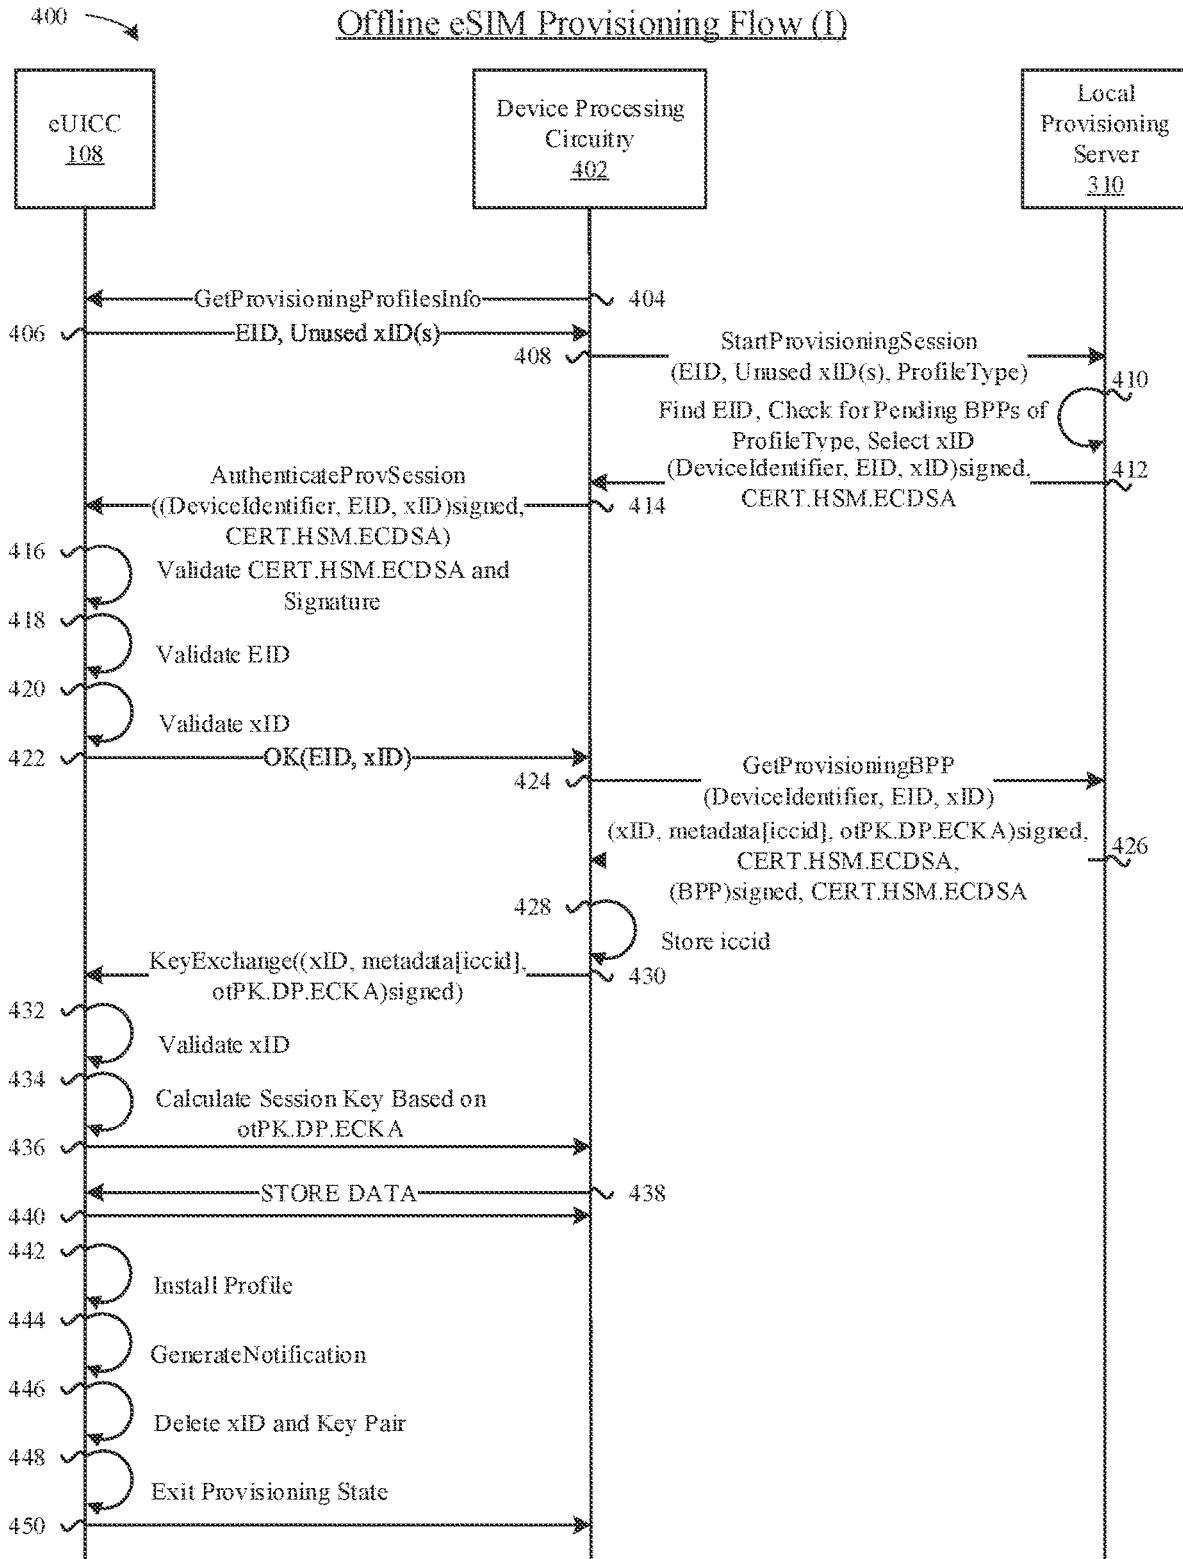 400
Offline eSIM Provisioning Flow (I)
eUICC
108
Device Processing
Circuitry
402
Local
Provisioning
Server
310
GetProvisioningProfilesInfo
404
406
EID, Unused xID(s)
408
StartProvisioningSession
(EID, Unused xID(s), ProfileType)
410
Find EID, Check for Pending BPPs of
ProfileType, Select xID
412
(DeviceIdentifier, EID, xID)signed,
CERT.HSM.ECDSA
AuthenticateProvSession
((DeviceIdentifier, EID, xID)signed,
CERT.HSM.ECDSA)
414
416
Validate CERT.HSM.ECDSA and
Signature
418
Validate EID
420
Validate xID
422
OK(EID, xID)
424
GetProvisioningBPP
(DeviceIdentifier, EID, xID)
(xID, metadata[iccid], otPK.DP.ECKA)signed,
CERT.HSM.ECDSA,
(BPP)signed, CERT.HSM.ECDSA
426
428
Store iccid
KeyExchange((xID, metadata[iccid],
otPK.DP.ECKA)signed)
430
432
Validate xID
434
Calculate Session Key Based on
otPK.DP.ECKA
436
STORE DATA
438
440
442
Install Profile
444
GenerateNotification
446
Delete xID and Key Pair
448
Exit Provisioning State
450